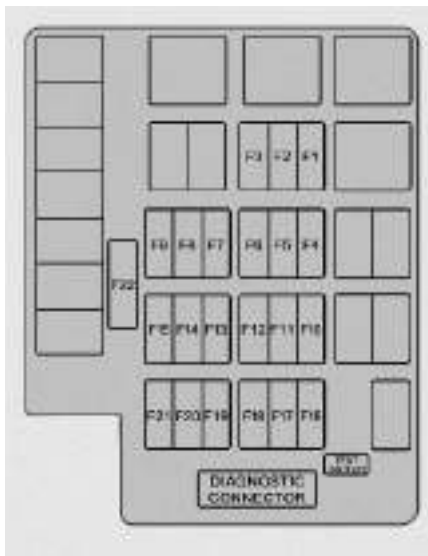 F3 F2 F1
F9 F8 F7 F6 F5 F4
F22
F15 F14 F13 F12 F11 F10
F21 F20 F19 F18 F17 F16
DIAGNOSTIC
CONNECTOR